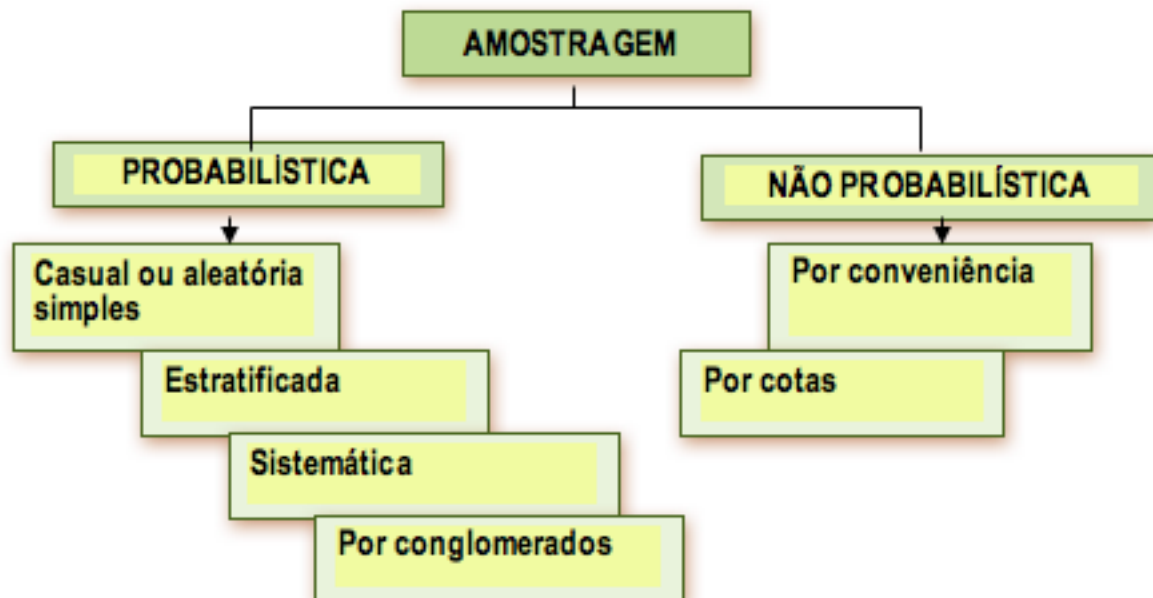 AMOSTRAGEM
PROBABILÍSTICA
NÃO PROBABILÍSTICA
Casual ou aleatória
simples
Estratificada
Sistemática
Por conglomerados
Por conveniência
Por cotas